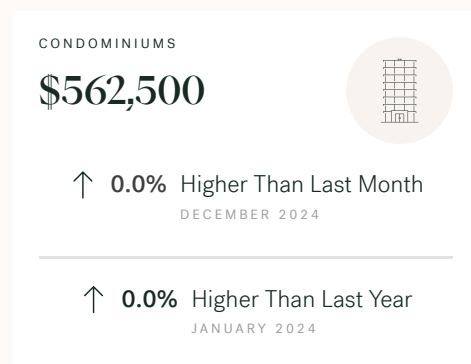 CONDOMINIUMS
$562,500
↑ 0.0% Higher Than Last Month
DECEMBER 2024
↑ 0.0% Higher Than Last Year
JANUARY 2024